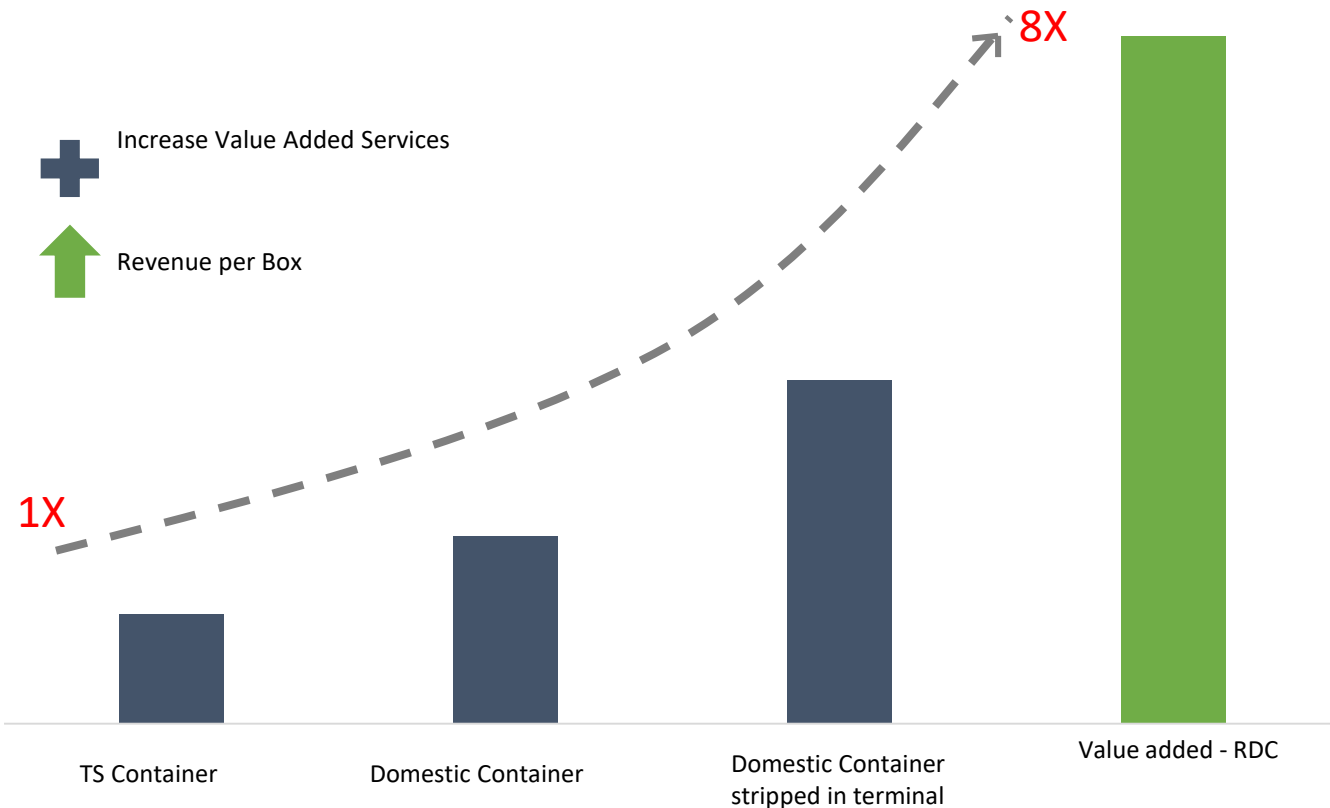 8X
Increase Value Added Services
Revenue per Box
1X
TS Container
Domestic Container
Domestic Container
stripped in terminal
Value added - RDC